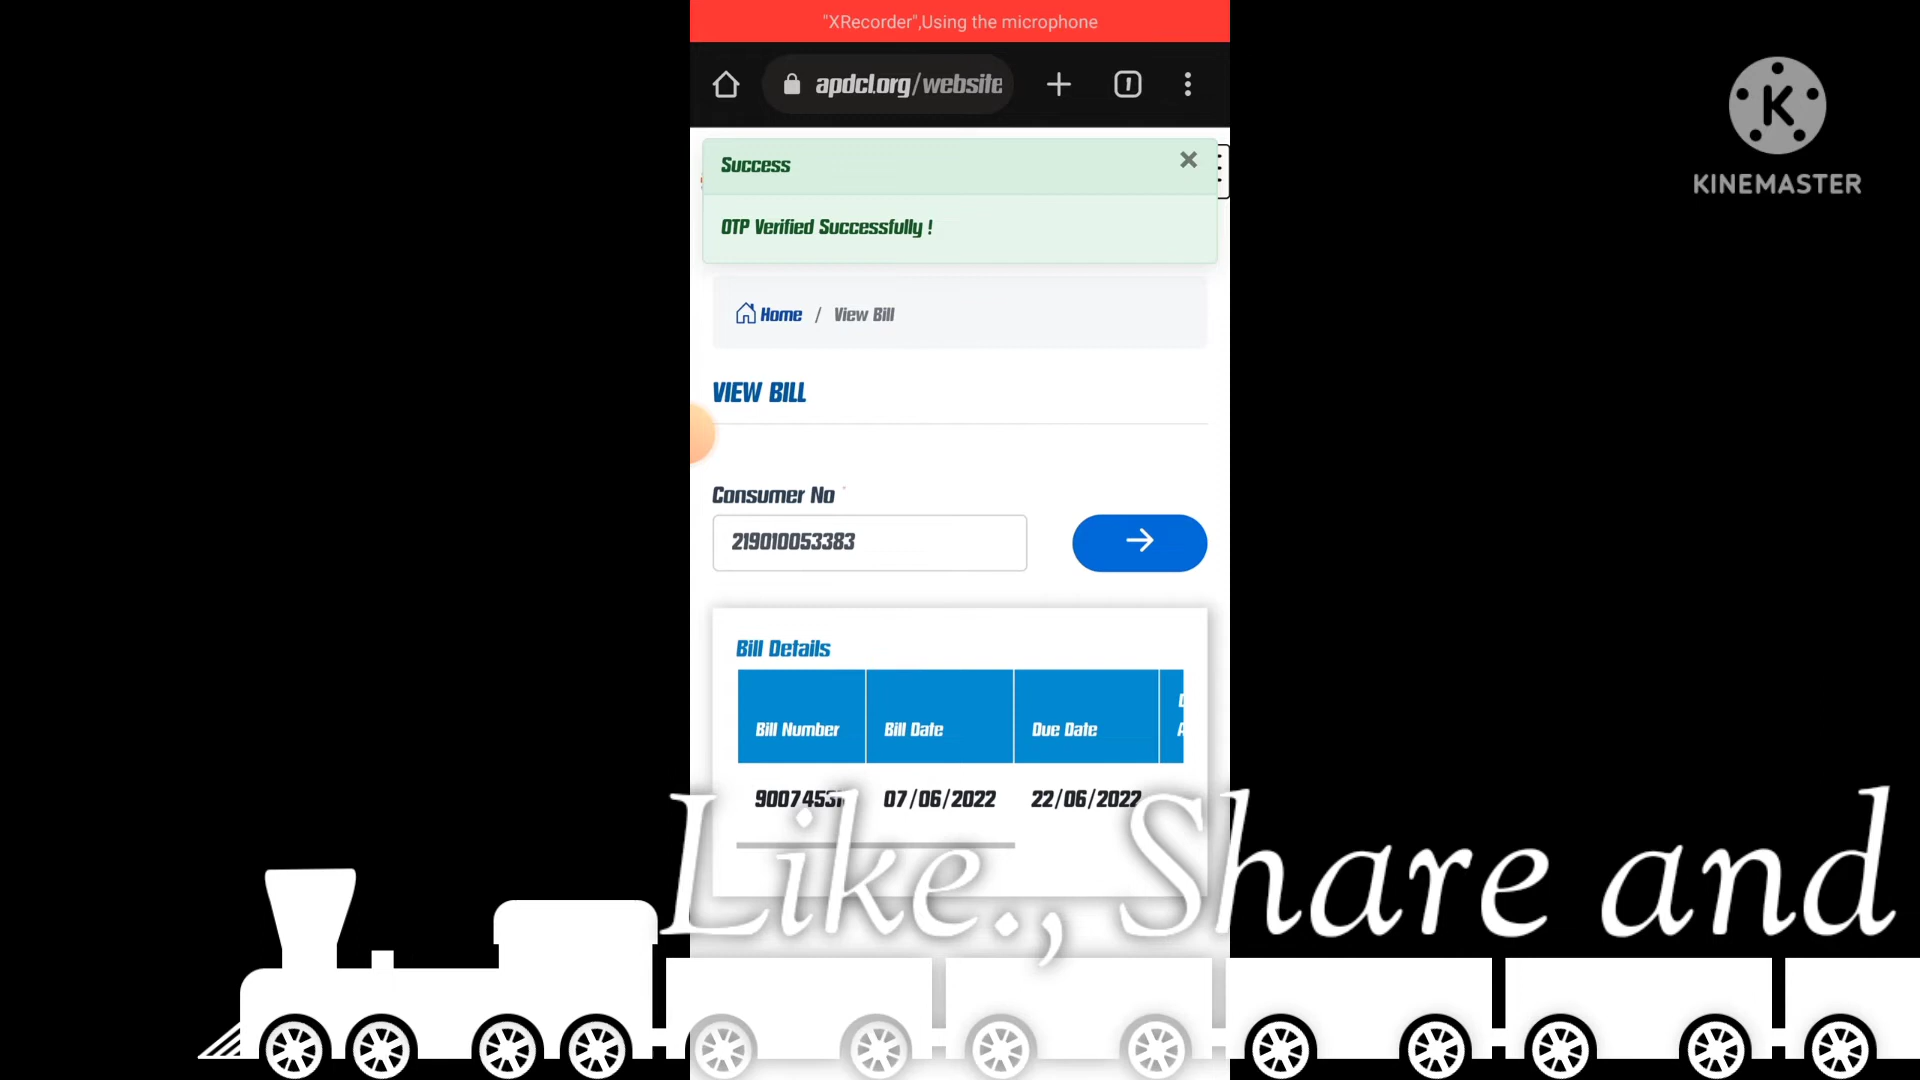 "XRecorder",Using the microphone
apdcl.org/website
K
KINEMASTER
Success
OTP Verified Successfully !
Home / View Bill
VIEW BILL
Consumer No *
219010053383
Bill Details
Bill Number Bill Date Due Date
07/06/2022 22/06/2022
Like., Share and